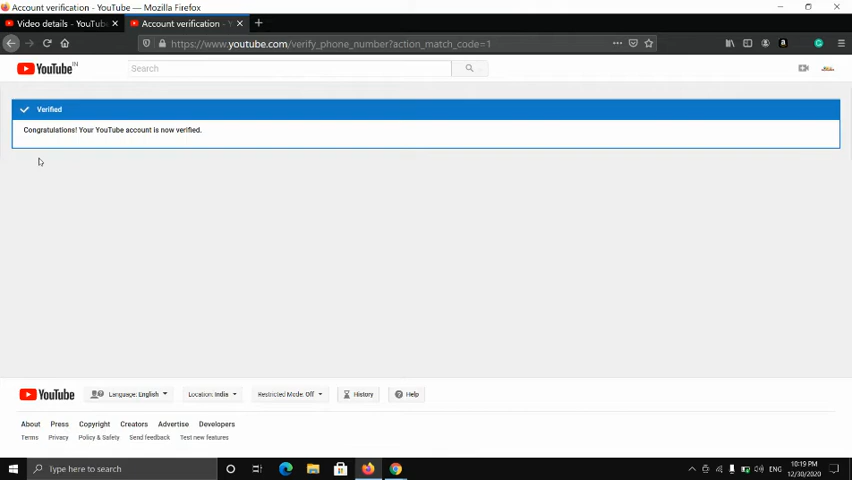 Account verification - YouTube — Mozilla Firefox
Video details - YouTube
Account verification - Y
https://www.youtube.com/verify_phone_number?action_match_code=1
YouTube IN
Search
Verified
Congratulations! Your YouTube account is now verified.
YouTube
Language: English
Location: India
Restricted Mode: Off
History
Help
About Press Copyright Creators Advertise Developers
Terms Privacy Policy & Safety Send feedback Test new features
Type here to search
ENG
10:19 PM
12/30/2020